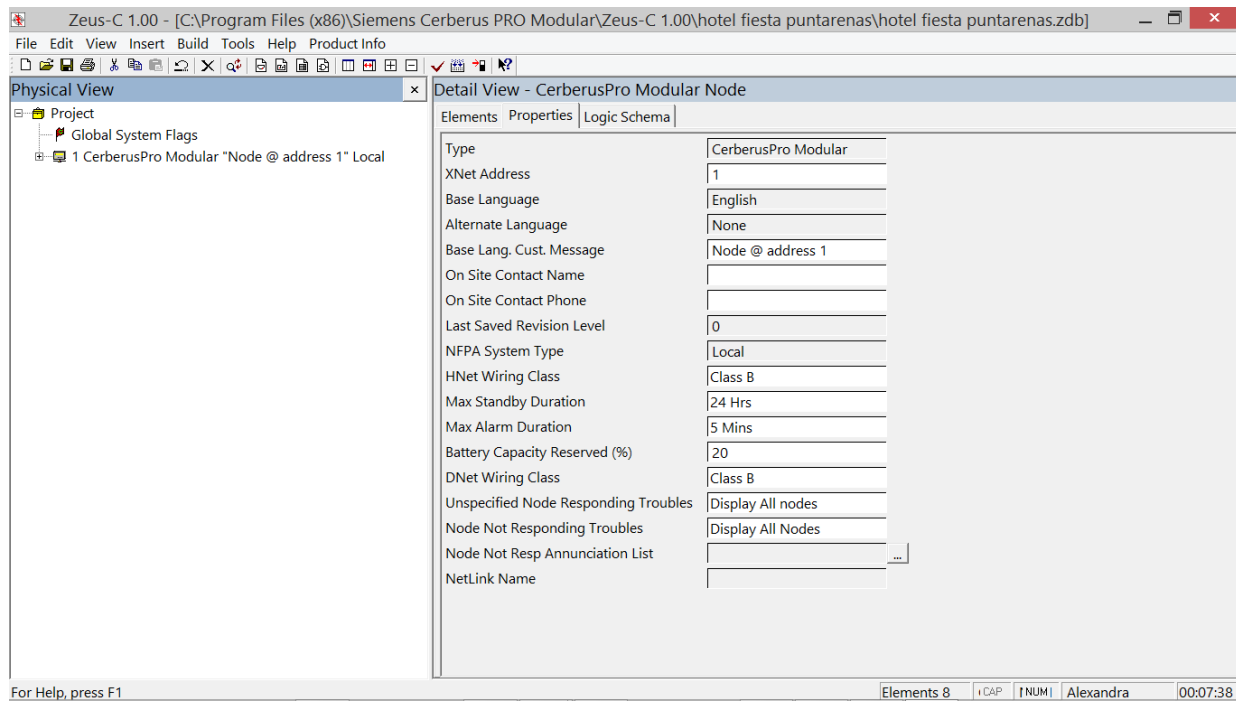 Zeus-C 1.00 - [C:\Program Files (x86)\Siemens Cerberus PRO Modular\Zeus-C 1.00\hotel fiesta puntarenas\hotel fiesta puntarenas.zdb]
File Edit View Insert Build Tools Help Product Info
Physical View
Project
Global System Flags
1 CerberusPro Modular "Node @ address 1" Local
Detail View - CerberusPro Modular Node
Elements Properties Logic Schema
Type CerberusPro Modular
XNet Address 1
Base Language English
Alternate Language None
Base Lang. Cust. Message Node @ address 1
On Site Contact Name
On Site Contact Phone
Last Saved Revision Level 0
NFPA System Type Local
HNet Wiring Class Class B
Max Standby Duration 24 Hrs
Max Alarm Duration 5 Mins
Battery Capacity Reserved (%) 20
DNet Wiring Class Class B
Unspecified Node Responding Troubles Display All nodes
Node Not Responding Troubles Display All Nodes
Node Not Resp Annunciation List ...
NetLink Name
For Help, press F1 Elements 8 CAP NUM Alexandra 00:07:38